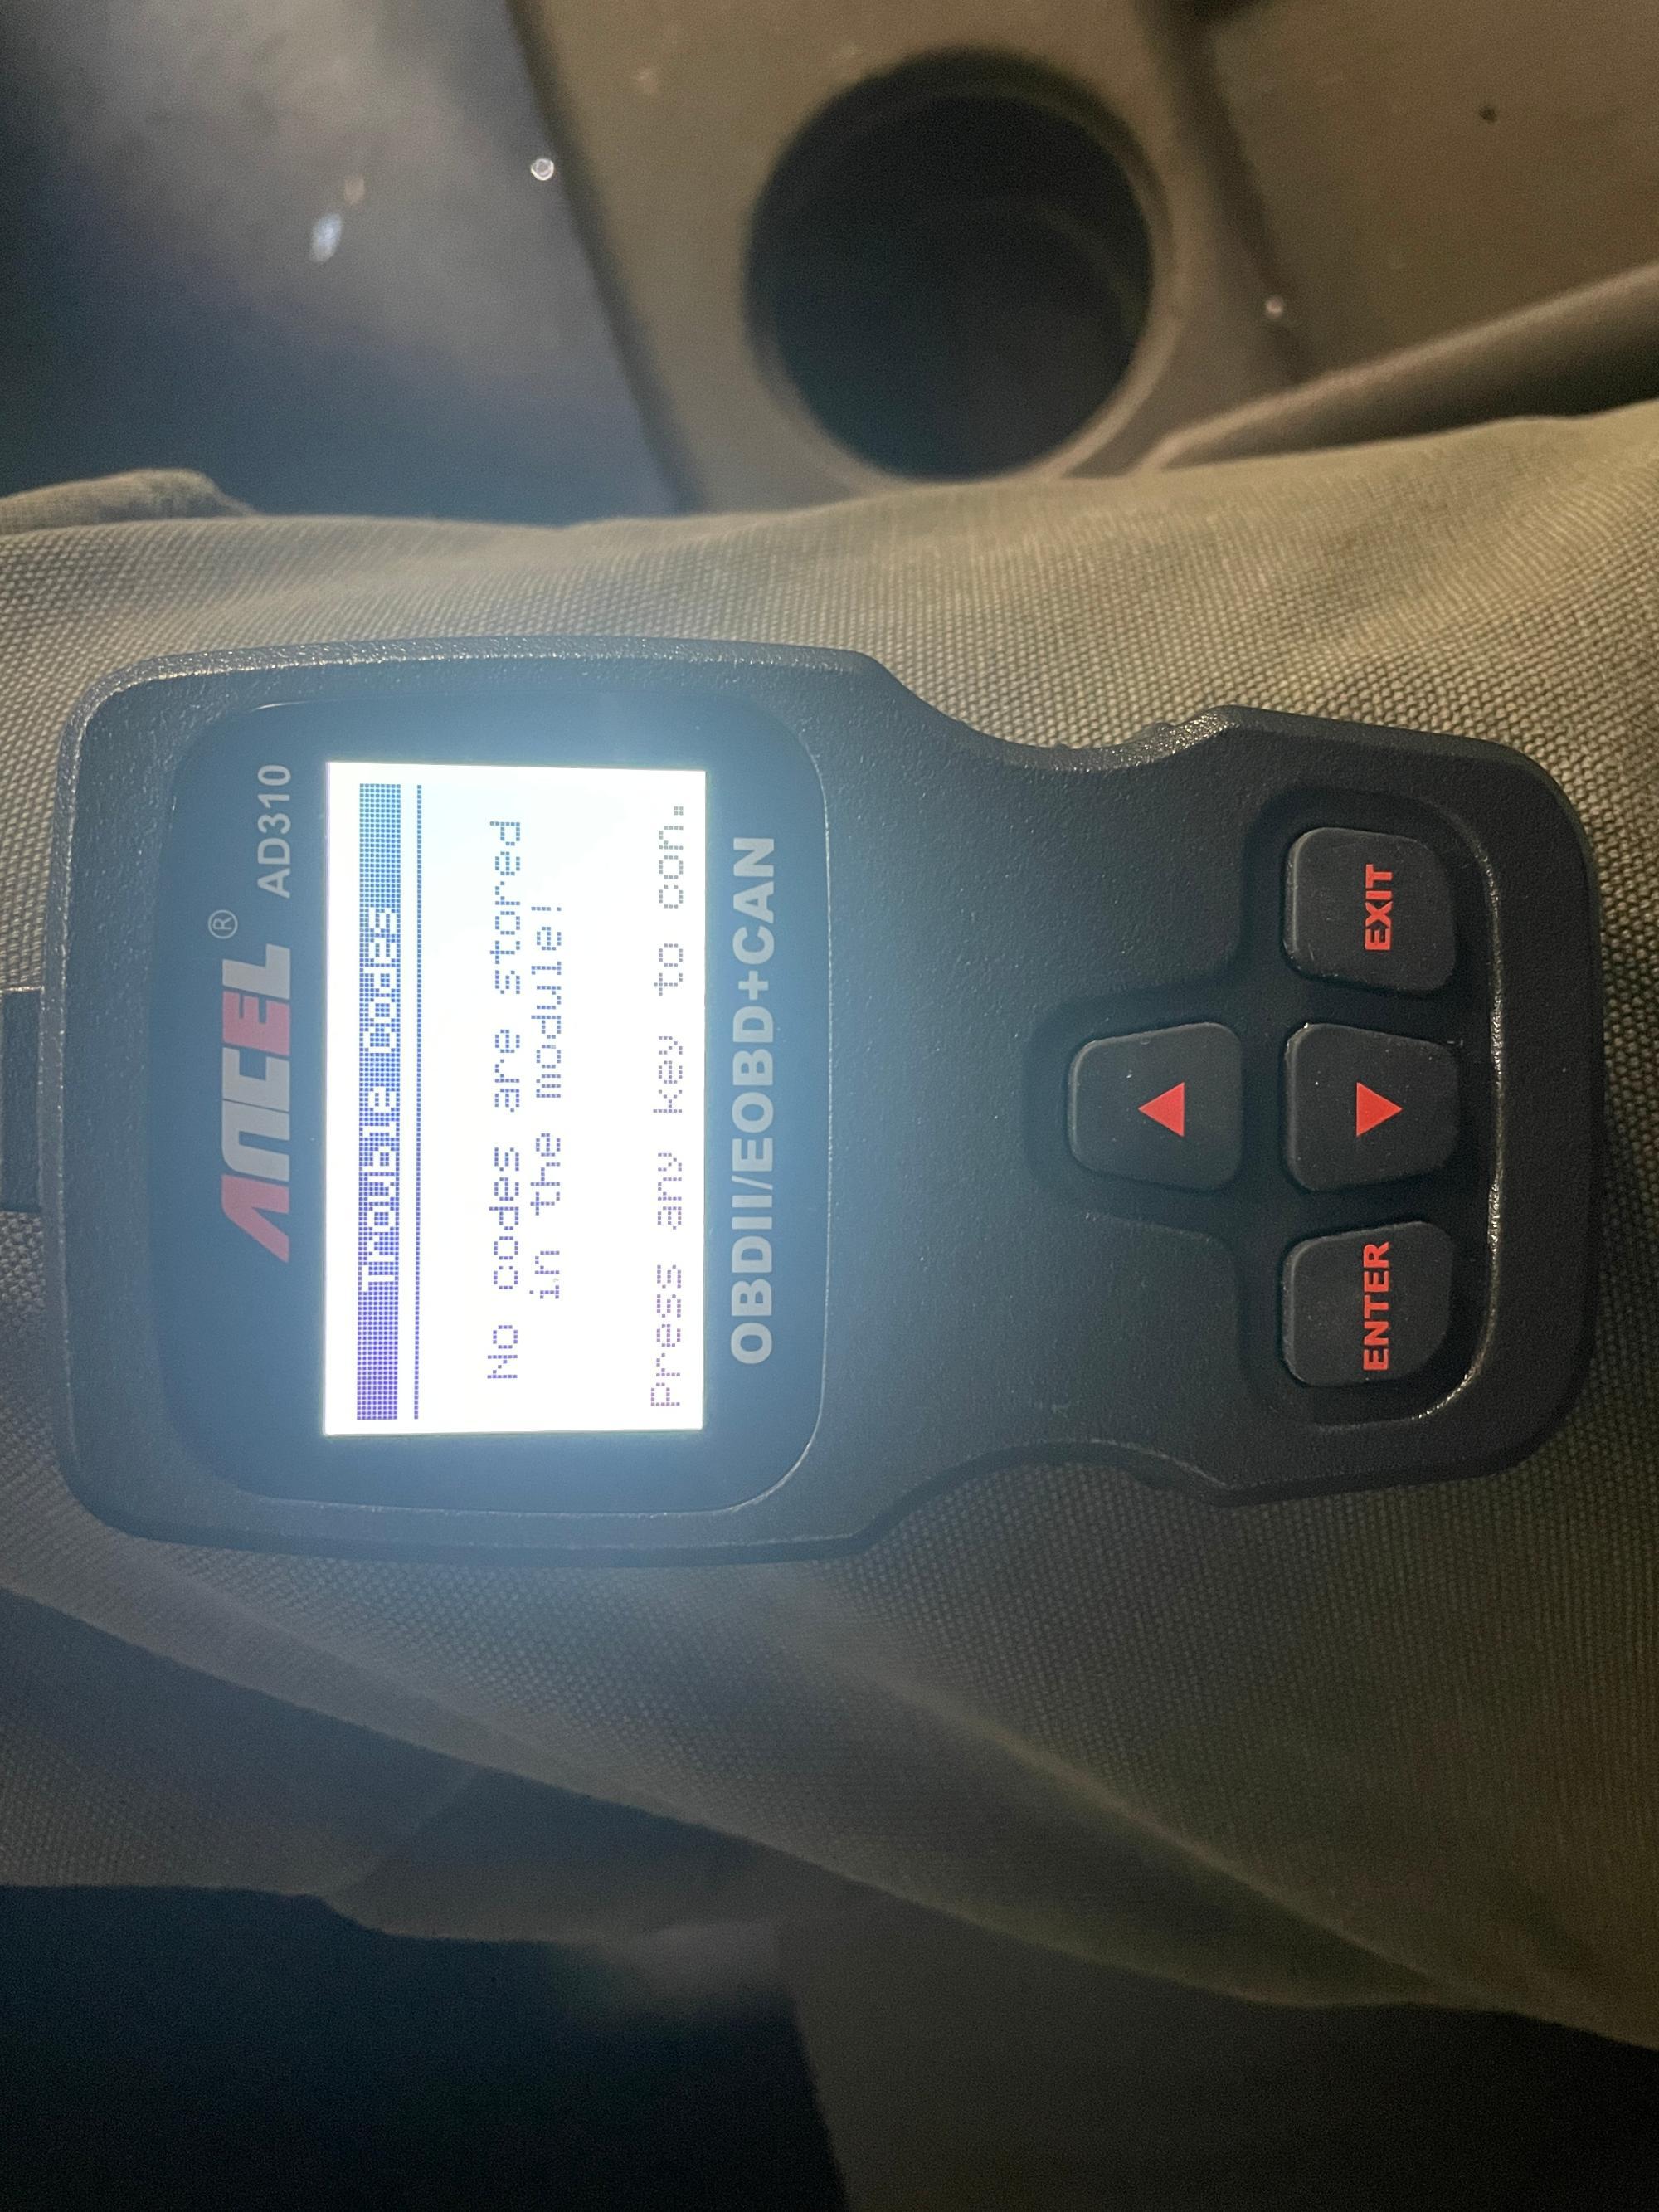 ANCEL®
AD310
Trouble Codes
No codes are stored
in the module!
Press any key to con.
OBDII/EOBD+CAN
ENTER
EXIT